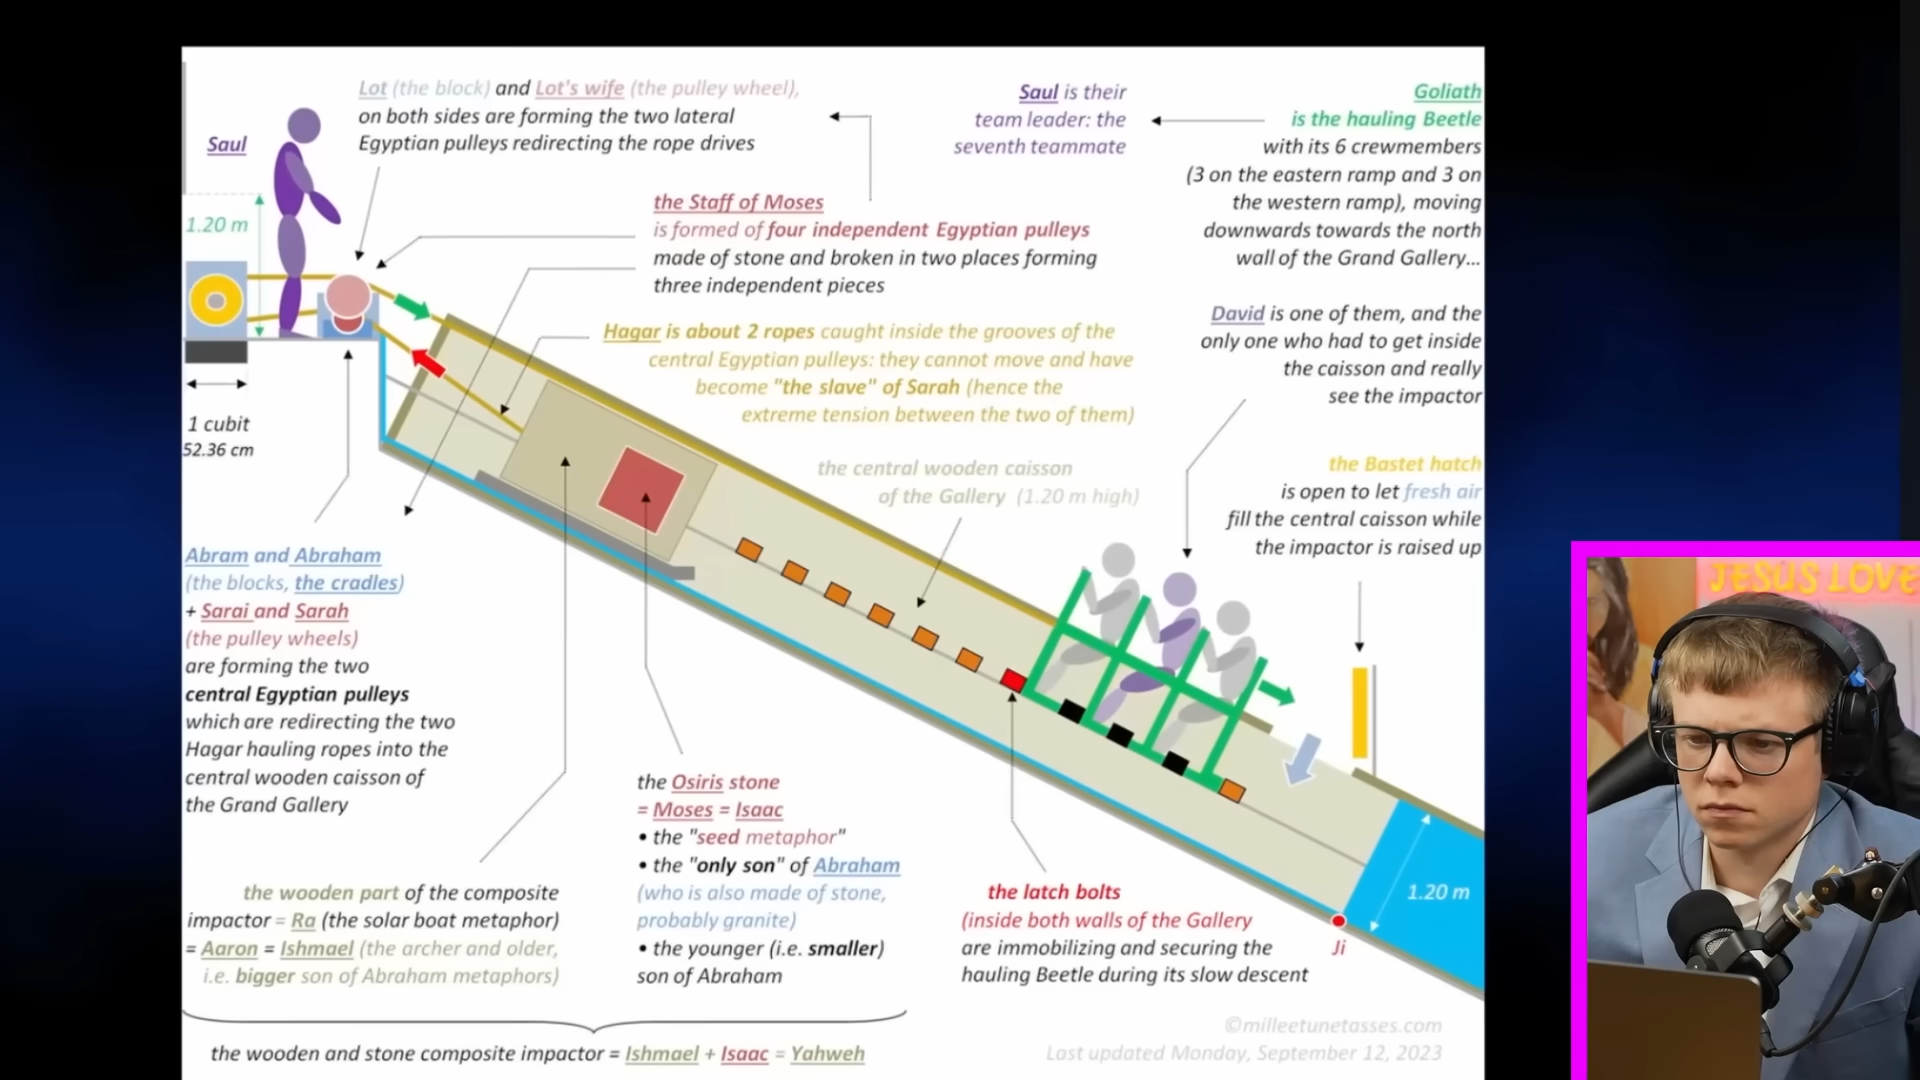 Lot (the block) and Lot's wife (the pulley wheel),
on both sides are forming the two lateral
Egyptian pulleys redirecting the rope drives
Saul is their
team leader: the
seventh teammate
Goliath
is the hauling Beetle
with its 6 crewmembers
(3 on the eastern ramp and 3 on
the western ramp), moving
downwards towards the north
wall of the Grand Gallery...
Saul
1.20 m
the Staff of Moses
is formed of four independent Egyptian pulleys
made of stone and broken in two places forming
three independent pieces
Hagar is about 2 ropes caught inside the grooves of the
central Egyptian pulleys: they cannot move and have
become "the slave" of Sarah (hence the
extreme tension between the two of them)
David is one of them, and the
only one who had to get inside
the caisson and really
see the impactor
1 cubit
52.36 cm
the central wooden caisson
of the Gallery (1.20 m high)
the Bastet hatch
is open to let fresh air
fill the central caisson while
the impactor is raised up
Abram and Abraham
(the blocks, the cradles)
+ Sarai and Sarah
(the pulley wheels)
are forming the two
central Egyptian pulleys
which are redirecting the two
Hagar hauling ropes into the
central wooden caisson of
the Grand Gallery
the Osiris stone
= Moses = Isaac
• the "seed metaphor"
• the "only son" of Abraham
(who is also made of stone,
probably granite)
• the younger (i.e. smaller)
son of Abraham
the wooden part of the composite
impactor = Ra (the solar boat metaphor)
= Aaron = Ishmael (the archer and older,
i.e. bigger son of Abraham metaphors)
the latch bolts
(inside both walls of the Gallery
are immobilizing and securing the
hauling Beetle during its slow descent
1.20 m
Ji
the wooden and stone composite impactor = Ishmael + Isaac = Yahweh
©milleetunetasses.com
Last updated Monday, September 12, 2023
JESUS LOVE